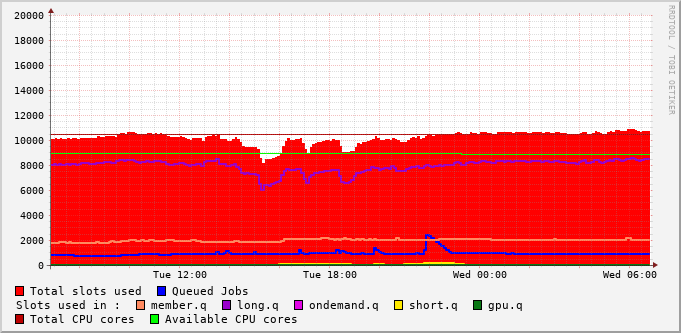 20000
18000
16000
14000
12000
10000
8000
6000
4000
2000
0
Tue 12:00 Tue 18:00 Wed 00:00 Wed 06:00
Total slots used Queued Jobs
Slots used in : member.q long.q ondemand.q short.q gpu.q
Total CPU cores Available CPU cores
RRDTOOL / TOBI OETIKER